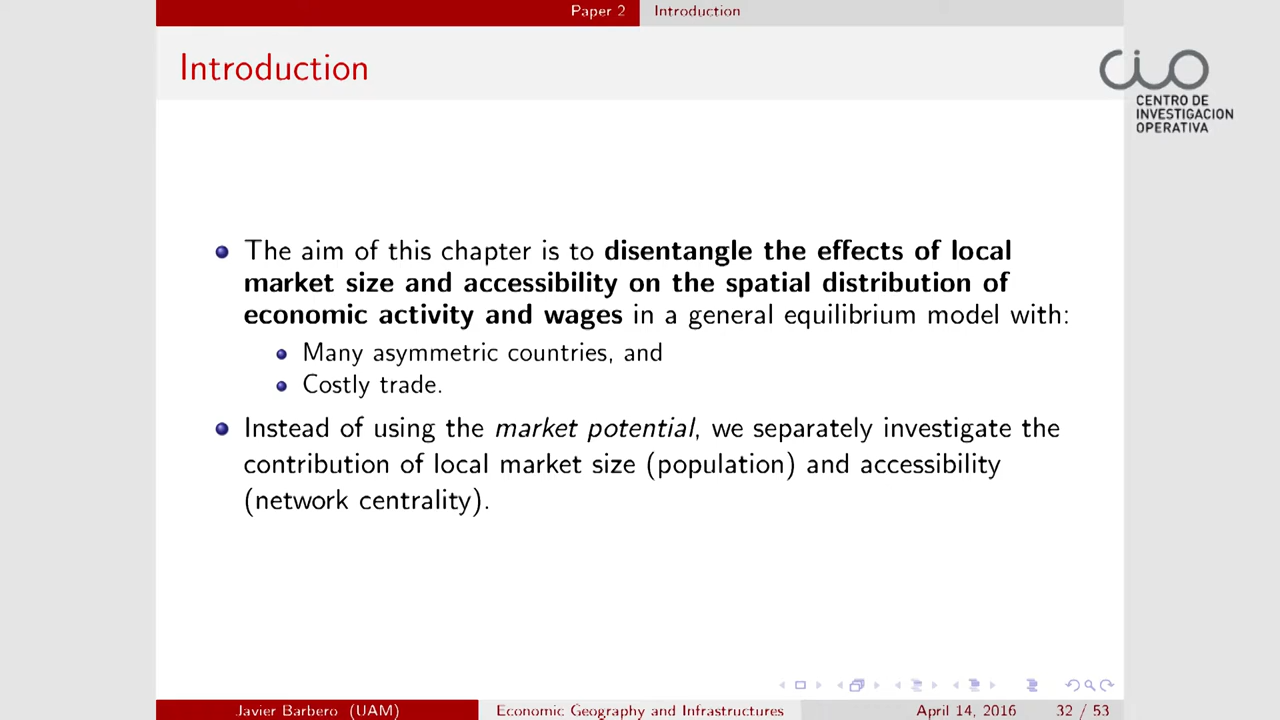 Paper 2 Introduction
Introduction
CIO
CENTRO DE
INVESTIGACION
OPERATIVA
The aim of this chapter is to disentangle the effects of local
market size and accessibility on the spatial distribution of
economic activity and wages in a general equilibrium model with:
Many asymmetric countries, and
Costly trade.
Instead of using the market potential, we separately investigate the
contribution of local market size (population) and accessibility
(network centrality).
Javier Barbero (UAM) Economic Geography and Infrastructures April 14, 2016 32 / 53